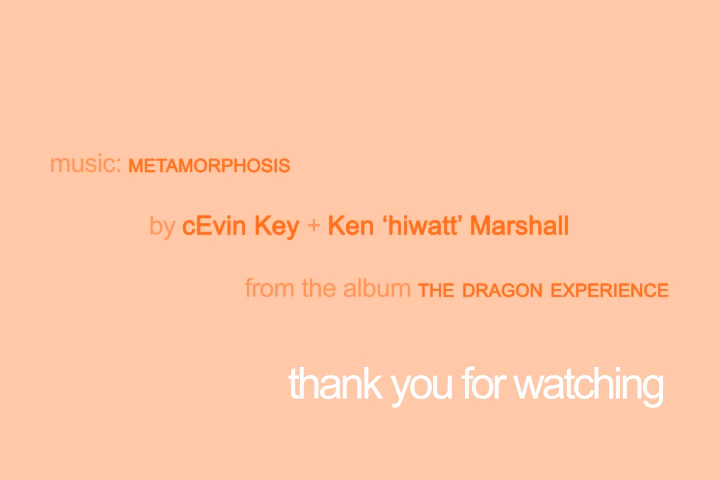 music: METAMORPHOSIS
by cEvin Key + Ken ‘hiwatt’ Marshall
from the album THE DRAGON EXPERIENCE
thank you for watching